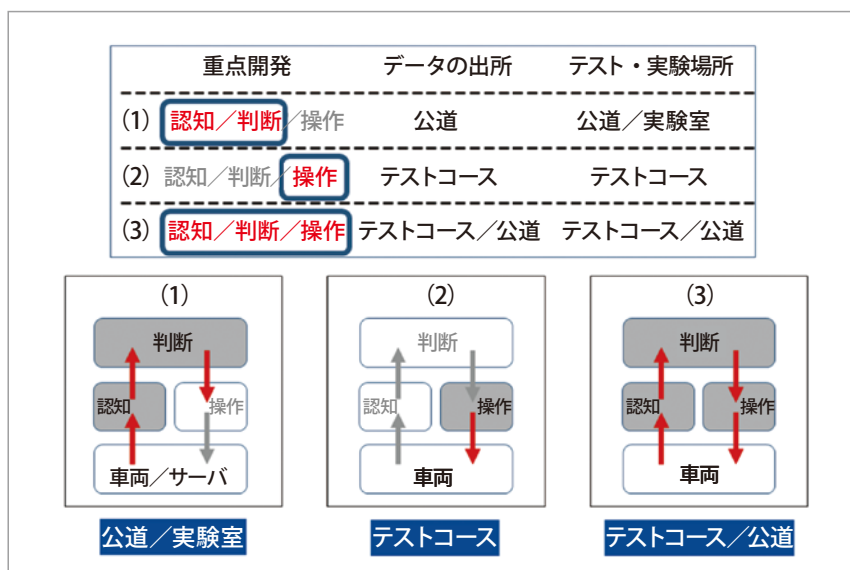 重点開発 データの出所 テスト・実験場所
(1) 認知／判断／操作 公道 公道／実験室
(2) 認知／判断／操作 テストコース テストコース
(3) 認知／判断／操作 テストコース／公道 テストコース／公道
(1)
判断
認知 操作
車両／サーバ
公道／実験室
(2)
判断
認知 操作
車両
テストコース
(3)
判断
認知 操作
車両
テストコース／公道